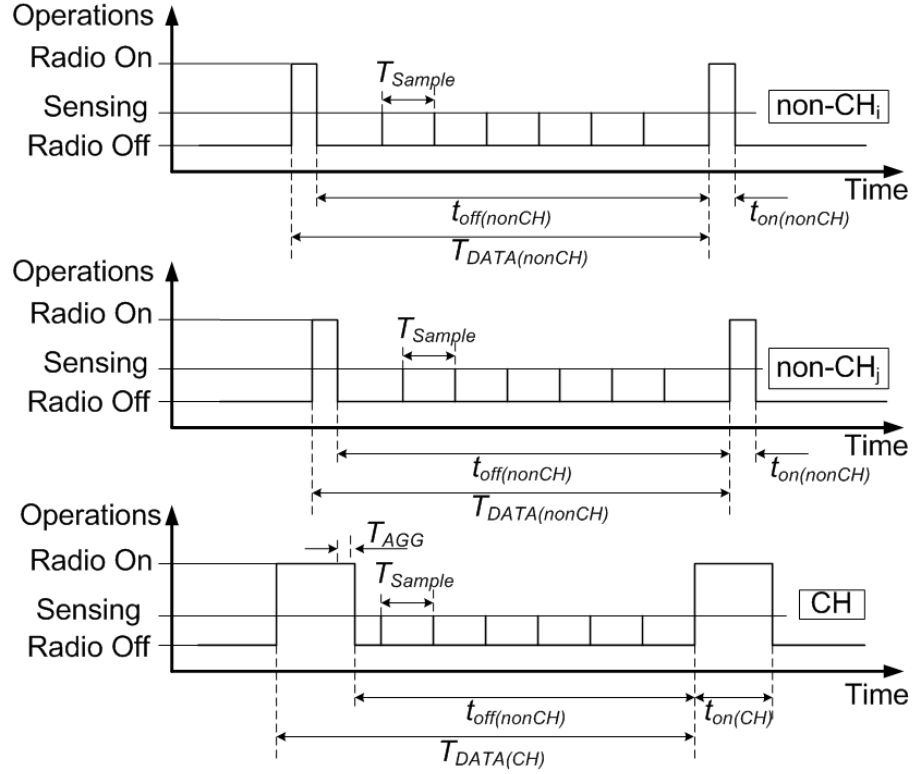 Operations
Radio On
T_Sample
Sensing
non-CH_i
Radio Off
Time
t_off(nonCH)
t_on(nonCH)
T_DATA(nonCH)
Operations
Radio On
T_Sample
Sensing
non-CH_j
Radio Off
Time
t_off(nonCH)
t_on(nonCH)
T_DATA(nonCH)
Operations
T_AGG
Radio On
T_Sample
Sensing
CH
Radio Off
Time
t_off(nonCH)
t_on(CH)
T_DATA(CH)